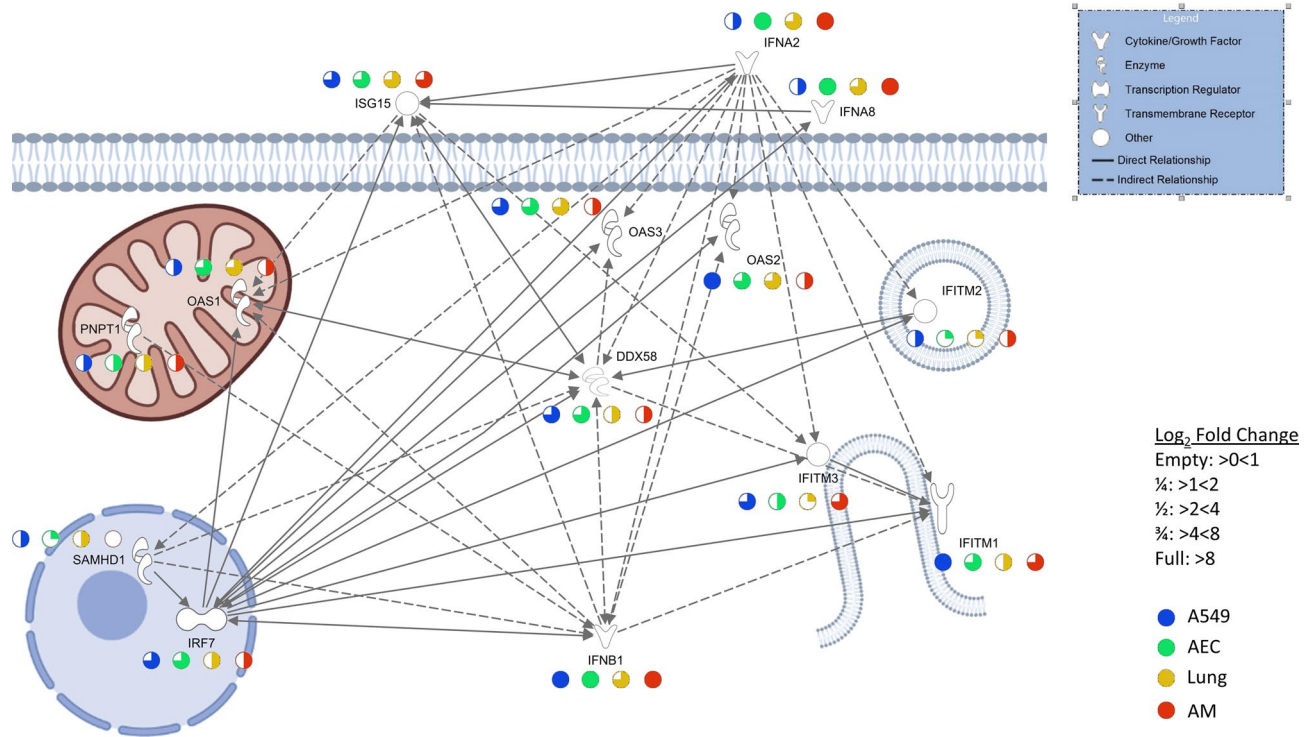 Legend
Cytokine/Growth Factor
Enzyme
Transcription Regulator
Transmembrane Receptor
Other
Direct Relationship
Indirect Relationship
IFNA2
IFNA8
ISG15
OAS3
OAS2
OAS1
PNPT1
IFITM2
DDX58
IFITM3
IFITM1
SAMHD1
IRF7
IFNB1
Log2 Fold Change
Empty: >0<1
¼: >1<2
½: >2<4
¾: >4<8
Full: >8
A549
AEC
Lung
AM